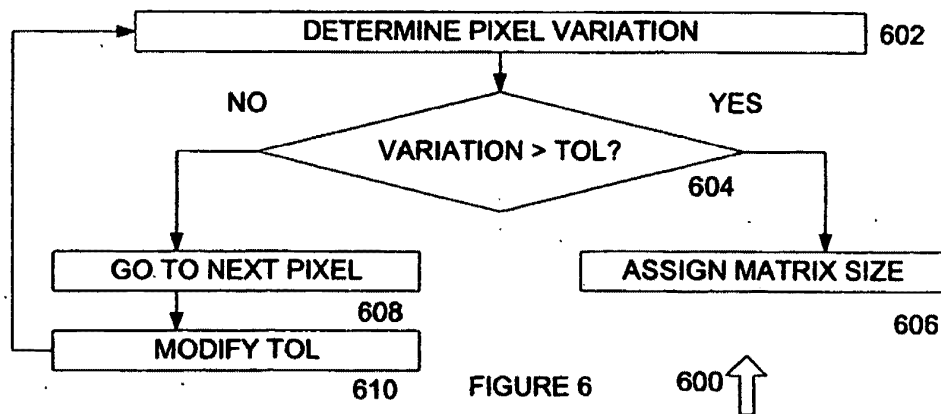 DETERMINE PIXEL VARIATION
602
NO
YES
VARIATION > TOL?
604
GO TO NEXT PIXEL
608
ASSIGN MATRIX SIZE
606
MODIFY TOL
610
FIGURE 6
600